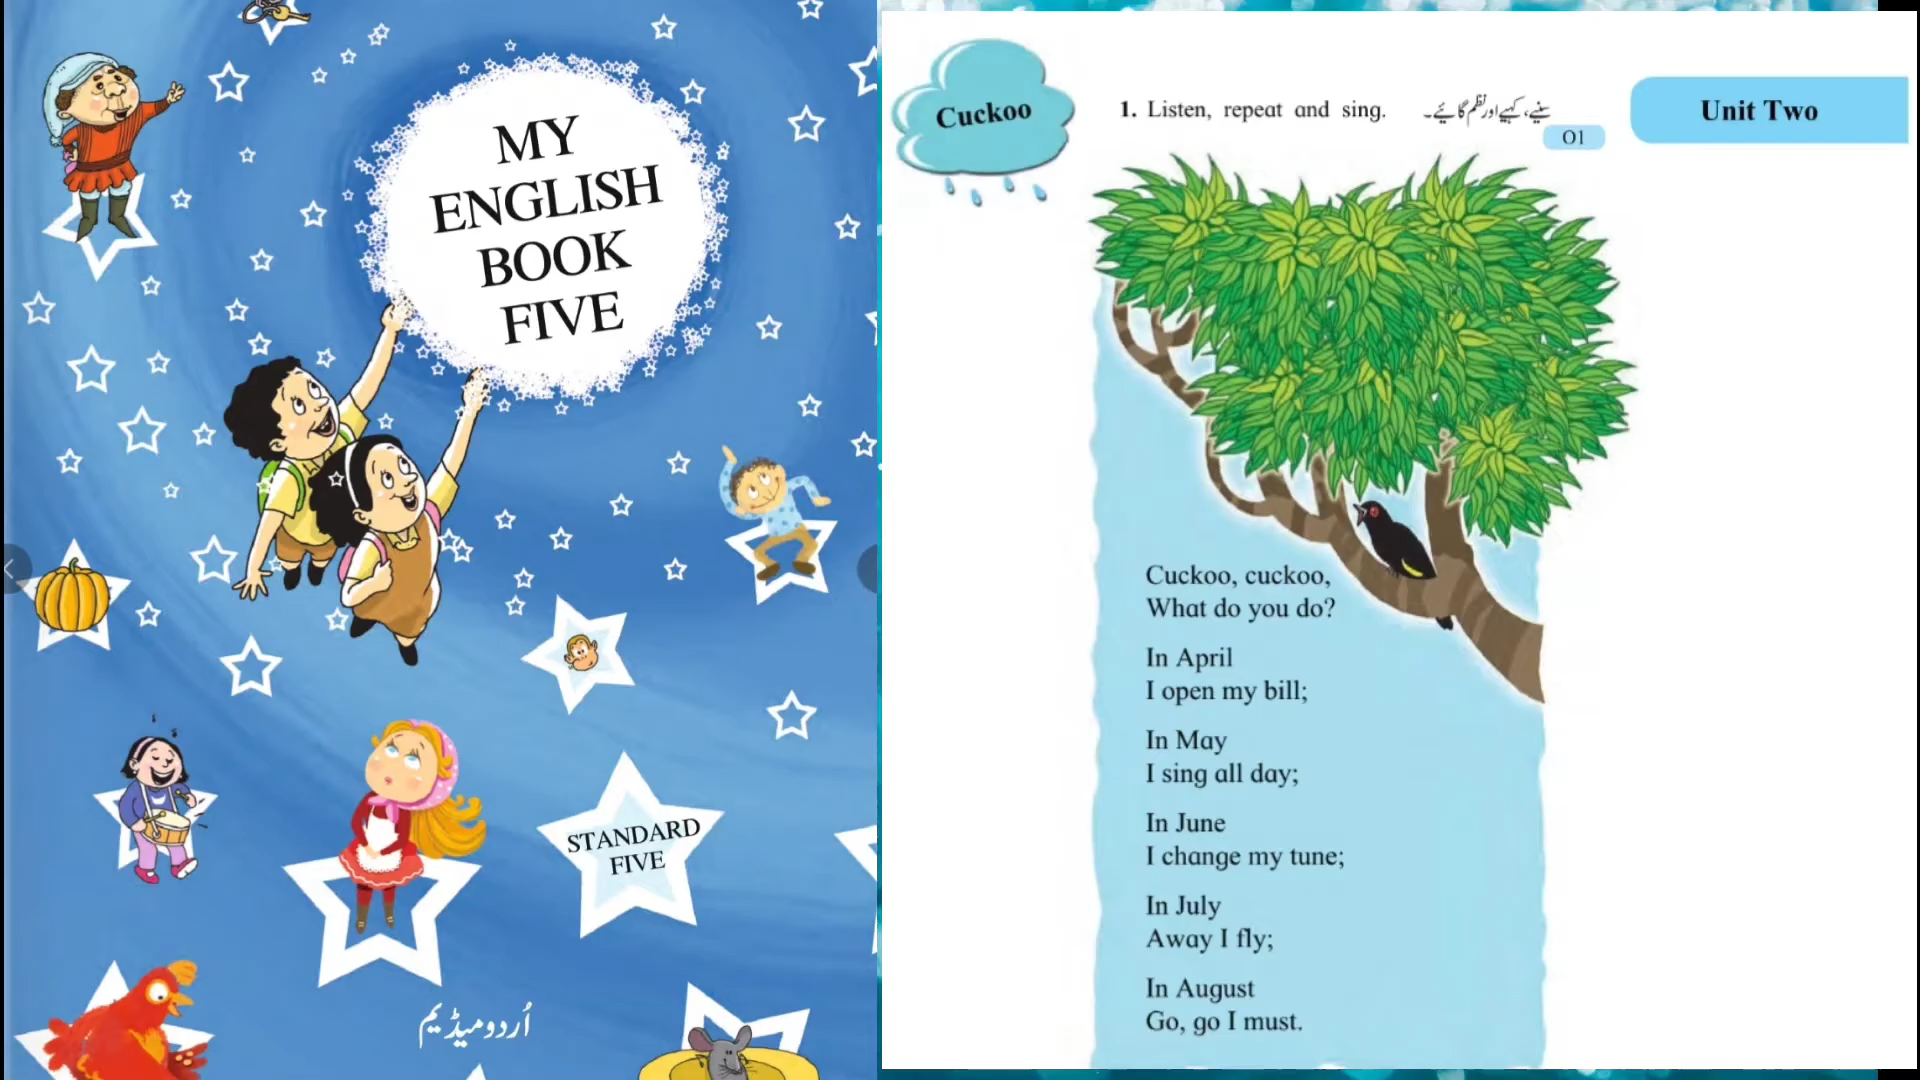 MY
ENGLISH
BOOK
FIVE
STANDARD
FIVE
اُردو میڈیم
Cuckoo
1. Listen, repeat and sing. سنیے، کہیے اور نظم گائیے۔
O1
Unit Two
Cuckoo, cuckoo,
What do you do?
In April
I open my bill;
In May
I sing all day;
In June
I change my tune;
In July
Away I fly;
In August
Go, go I must.